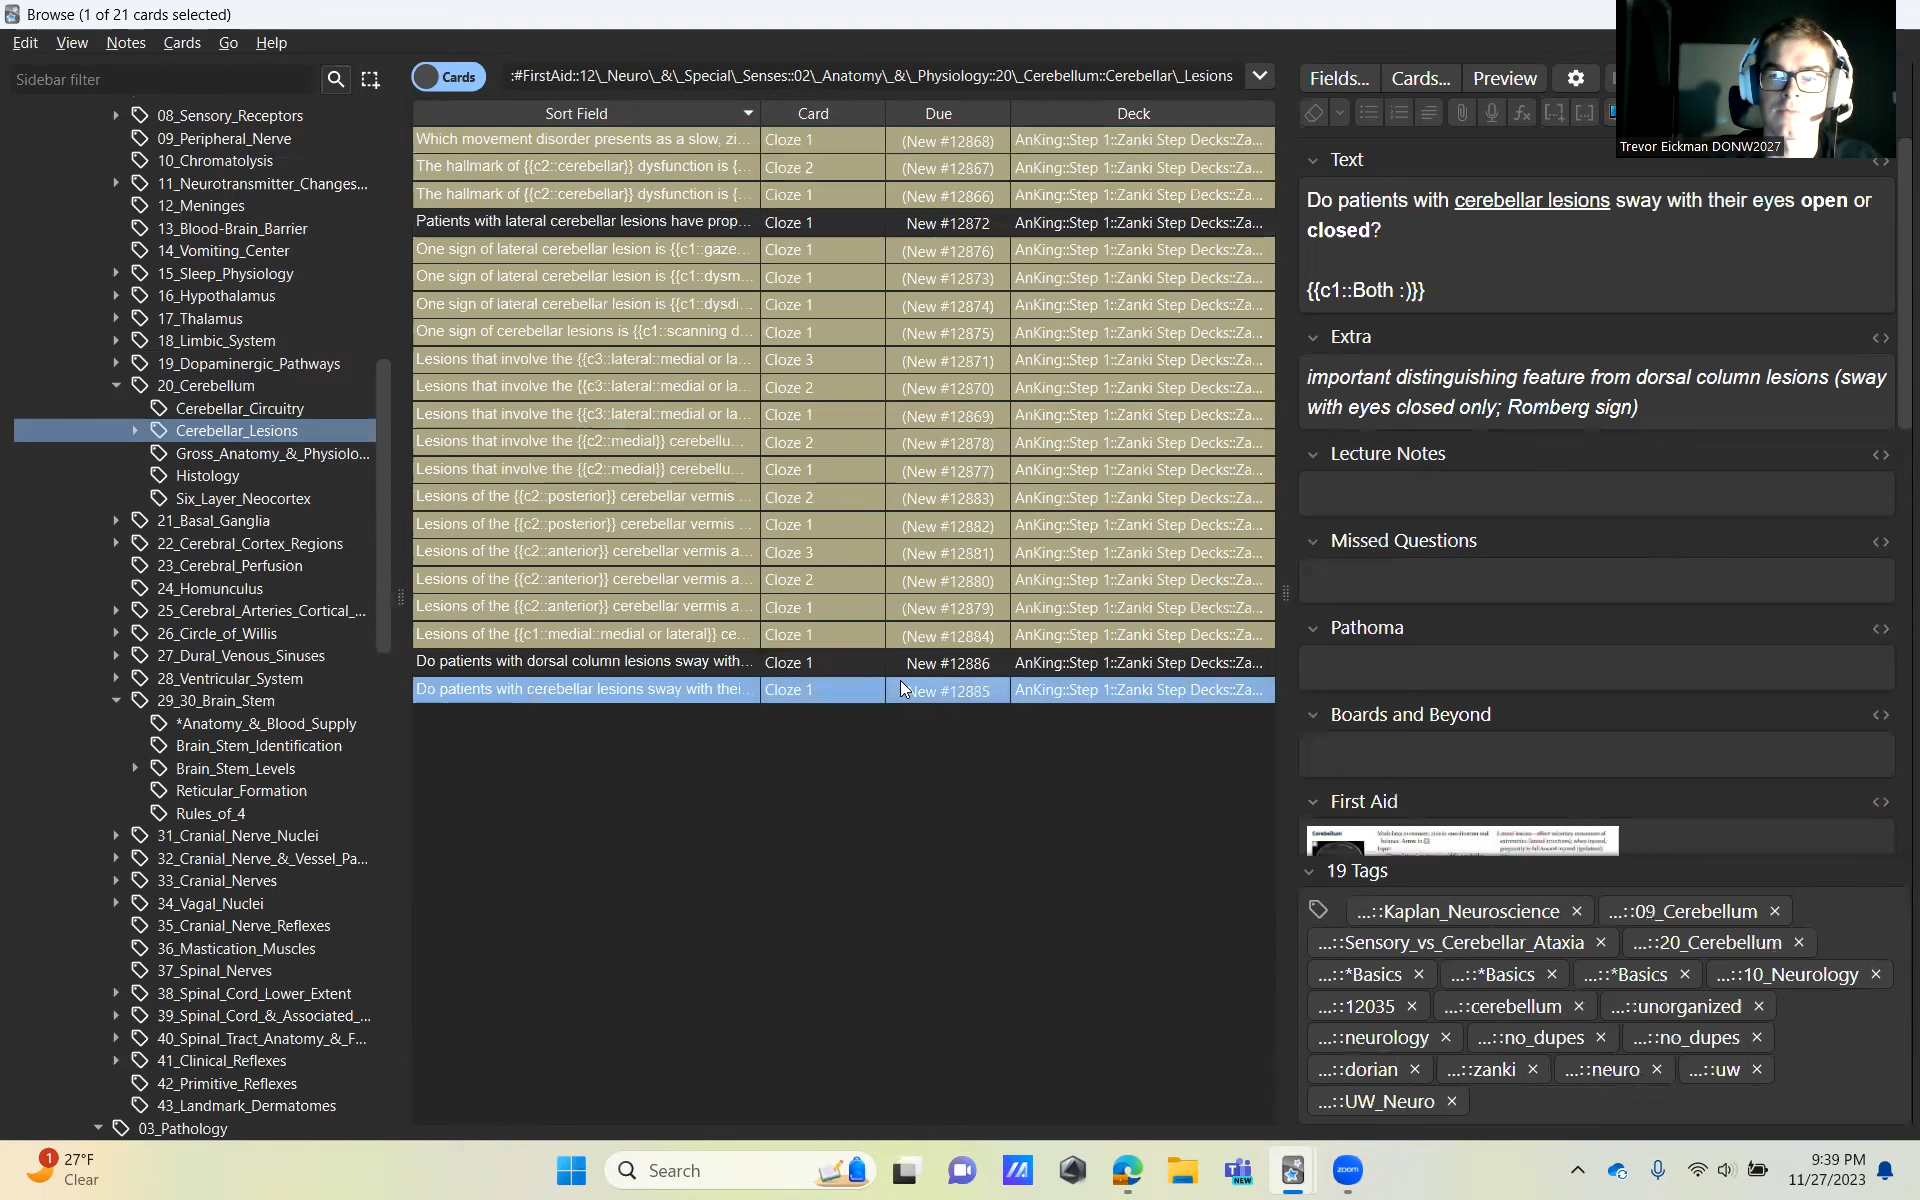 Browse (1 of 21 cards selected)
Edit View Notes Cards Go Help
Sidebar filter
08_Sensory_Receptors
09_Peripheral_Nerve
10_Chromatolysis
11_Neurotransmitter_Changes...
12_Meninges
13_Blood-Brain_Barrier
14_Vomiting_Center
15_Sleep_Physiology
16_Hypothalamus
17_Thalamus
18_Limbic_System
19_Dopaminergic_Pathways
20_Cerebellum
Cerebellar_Circuitry
Cerebellar_Lesions
Gross_Anatomy_&_Physiolo...
Histology
Six_Layer_Neocortex
21_Basal_Ganglia
22_Cerebral_Cortex_Regions
23_Cerebral_Perfusion
24_Homunculus
25_Cerebral_Arteries_Cortical_...
26_Circle_of_Willis
27_Dural_Venous_Sinuses
28_Ventricular_System
29_30_Brain_Stem
*Anatomy_&_Blood_Supply
Brain_Stem_Identification
Brain_Stem_Levels
Reticular_Formation
Rules_of_4
31_Cranial_Nerve_Nuclei
32_Cranial_Nerve_&_Vessel_Pa...
33_Cranial_Nerves
34_Vagal_Nuclei
35_Cranial_Nerve_Reflexes
36_Mastication_Muscles
37_Spinal_Nerves
38_Spinal_Cord_Lower_Extent
39_Spinal_Cord_&_Associated_...
40_Spinal_Tract_Anatomy_&_F...
41_Clinical_Reflexes
42_Primitive_Reflexes
43_Landmark_Dermatomes
03_Pathology
Cards :#FirstAid::12\_Neuro\_&\_Special\_Senses::02\_Anatomy\_&\_Physiology::20\_Cerebellum::Cerebellar\_Lesions
Sort Field Card Due Deck
Which movement disorder presents as a slow, zi... Cloze 1 (New #12868) AnKing::Step 1::Zanki Step Decks::Za...
The hallmark of {{c2::cerebellar}} dysfunction is {... Cloze 2 (New #12867) AnKing::Step 1::Zanki Step Decks::Za...
The hallmark of {{c2::cerebellar}} dysfunction is {... Cloze 1 (New #12866) AnKing::Step 1::Zanki Step Decks::Za...
Patients with lateral cerebellar lesions have prop... Cloze 1 New #12872 AnKing::Step 1::Zanki Step Decks::Za...
One sign of lateral cerebellar lesion is {{c1::gaze... Cloze 1 (New #12876) AnKing::Step 1::Zanki Step Decks::Za...
One sign of lateral cerebellar lesion is {{c1::dysm... Cloze 1 (New #12873) AnKing::Step 1::Zanki Step Decks::Za...
One sign of lateral cerebellar lesion is {{c1::dysdi... Cloze 1 (New #12874) AnKing::Step 1::Zanki Step Decks::Za...
One sign of cerebellar lesions is {{c1::scanning d... Cloze 1 (New #12875) AnKing::Step 1::Zanki Step Decks::Za...
Lesions that involve the {{c3::lateral::medial or la... Cloze 3 (New #12871) AnKing::Step 1::Zanki Step Decks::Za...
Lesions that involve the {{c3::lateral::medial or la... Cloze 2 (New #12870) AnKing::Step 1::Zanki Step Decks::Za...
Lesions that involve the {{c3::lateral::medial or la... Cloze 1 (New #12869) AnKing::Step 1::Zanki Step Decks::Za...
Lesions that involve the {{c2::medial}} cerebellu... Cloze 2 (New #12878) AnKing::Step 1::Zanki Step Decks::Za...
Lesions that involve the {{c2::medial}} cerebellu... Cloze 1 (New #12877) AnKing::Step 1::Zanki Step Decks::Za...
Lesions of the {{c2::posterior}} cerebellar vermis ... Cloze 2 (New #12883) AnKing::Step 1::Zanki Step Decks::Za...
Lesions of the {{c2::posterior}} cerebellar vermis ... Cloze 1 (New #12882) AnKing::Step 1::Zanki Step Decks::Za...
Lesions of the {{c2::anterior}} cerebellar vermis a... Cloze 3 (New #12881) AnKing::Step 1::Zanki Step Decks::Za...
Lesions of the {{c2::anterior}} cerebellar vermis a... Cloze 2 (New #12880) AnKing::Step 1::Zanki Step Decks::Za...
Lesions of the {{c2::anterior}} cerebellar vermis a... Cloze 1 (New #12879) AnKing::Step 1::Zanki Step Decks::Za...
Lesions of the {{c1::medial::medial or lateral}} ce... Cloze 1 (New #12884) AnKing::Step 1::Zanki Step Decks::Za...
Do patients with dorsal column lesions sway with... Cloze 1 New #12886 AnKing::Step 1::Zanki Step Decks::Za...
Do patients with cerebellar lesions sway with thei... Cloze 1 New #12885 AnKing::Step 1::Zanki Step Decks::Za...
Fields... Cards... Preview
Trevor Eickman DONW2027
Text
Do patients with cerebellar lesions sway with their eyes open or
closed?
{{c1::Both :)}}
Extra
important distinguishing feature from dorsal column lesions (sway
with eyes closed only; Romberg sign)
Lecture Notes
Missed Questions
Pathoma
Boards and Beyond
First Aid
Cerebellum
19 Tags
...::Kaplan_Neuroscience × ...::09_Cerebellum ×
...::Sensory_vs_Cerebellar_Ataxia × ...::20_Cerebellum ×
...::*Basics × ...::*Basics × ...::*Basics × ...::10_Neurology ×
...::12035 × ...::cerebellum × ...::unorganized ×
...::neurology × ...::no_dupes × ...::no_dupes ×
...::dorian × ...::zanki × ...::neuro × ...::uw ×
...::UW_Neuro ×
1 27°F
Clear
Search
NEW
zoom
9:39 PM
11/27/2023